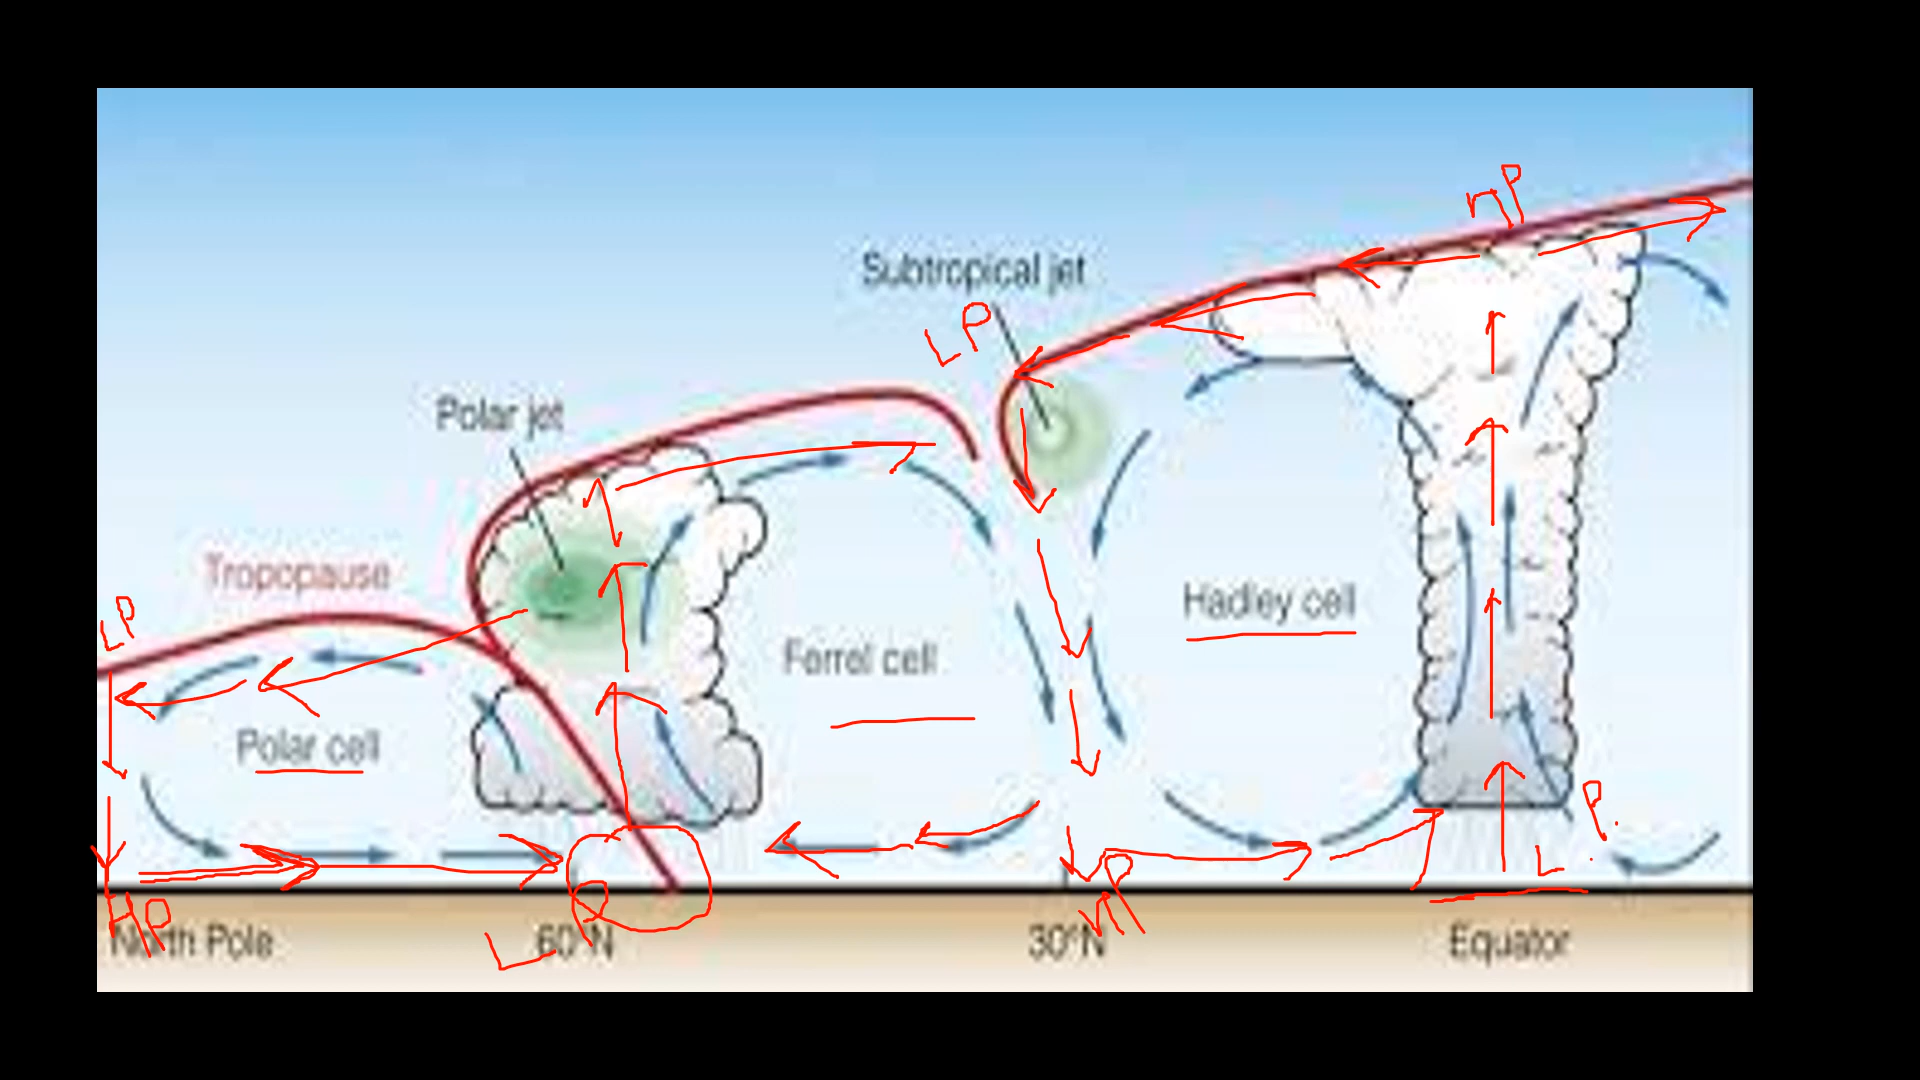 HP
Subtropical jet
LP
Polar jet
Tropopause
LP
Hadley cell
Ferrel cell
Polar cell
P.
L
HP
HP
LP
North Pole
60°N
30°N
Equator